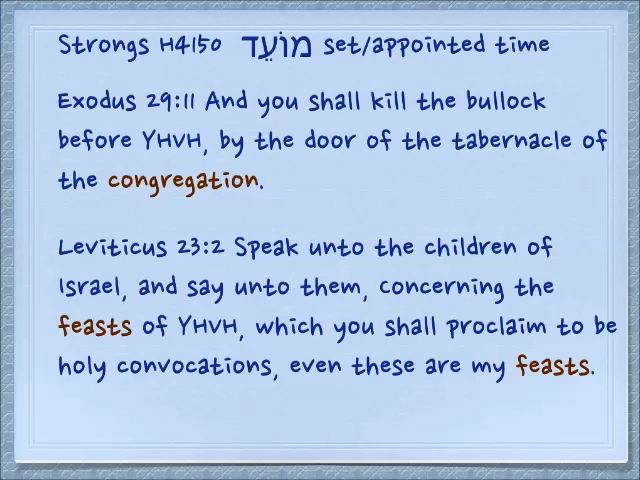 Strongs H4150 מוֹעֵד set/appointed time
Exodus 29:11 And you shall kill the bullock
before YHVH, by the door of the tabernacle of
the congregation.
Leviticus 23:2 Speak unto the children of
Israel, and say unto them, concerning the
feasts of YHVH, which you shall proclaim to be
holy convocations, even these are my feasts.